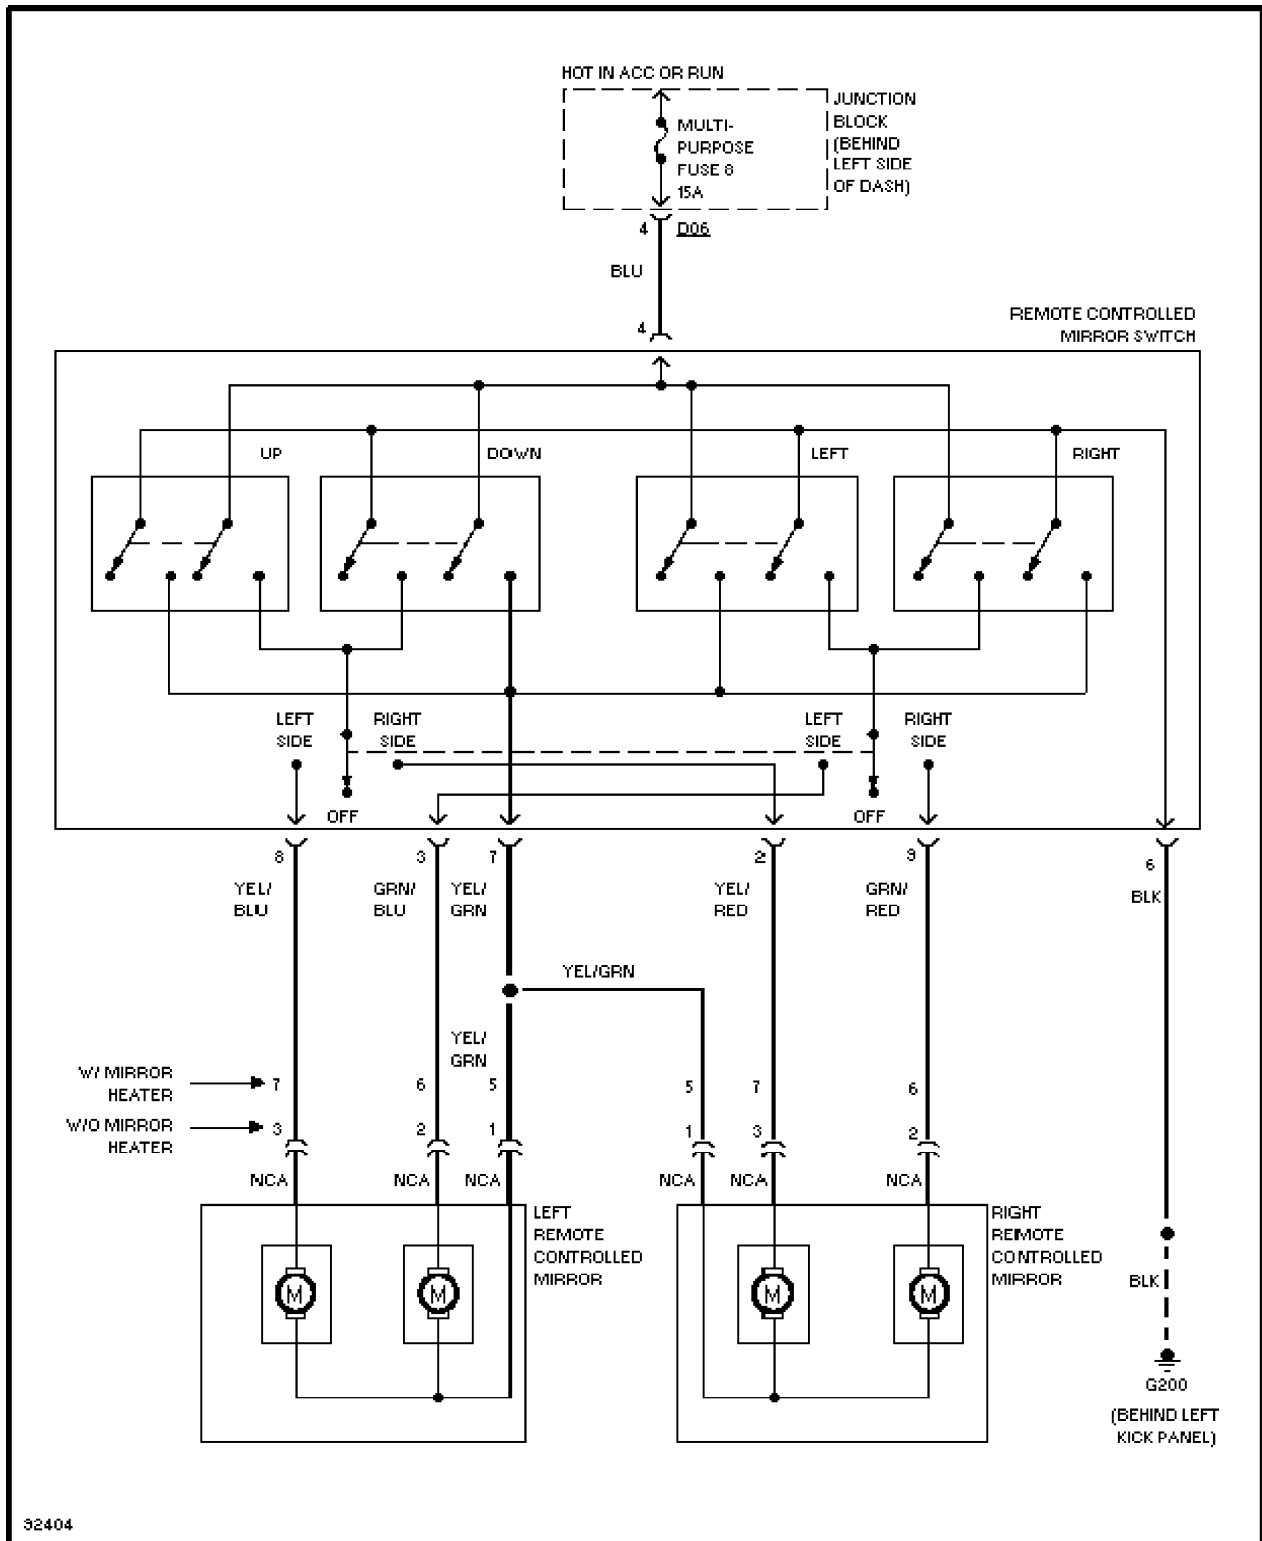 HOT IN ACC OR RUN
JUNCTION
BLOCK
(BEHIND
LEFT SIDE
OF DASH)
MULTI-
PURPOSE
FUSE 8
15A
4 D06
BLU
4
REMOTE CONTROLLED
MIRROR SWITCH
UP DOWN LEFT RIGHT
LEFT RIGHT LEFT RIGHT
SIDE SIDE SIDE SIDE
OFF OFF
8 3 7 2 9 6
YEL/ GRN/ YEL/ YEL/ GRN/ BLK
BLU BLU GRN RED RED
YEL/GRN
YEL/
GRN
W/ MIRROR
HEATER
7 6 5 5 7 6
W/O MIRROR
HEATER
3 2 1 1 3 2
NCA NCA NCA NCA NCA NCA
LEFT
REMOTE
CONTROLLED
MIRROR
RIGHT
REMOTE
CONTROLLED
MIRROR
M M M M
BLK
G200
(BEHIND LEFT
KICK PANEL)
92404